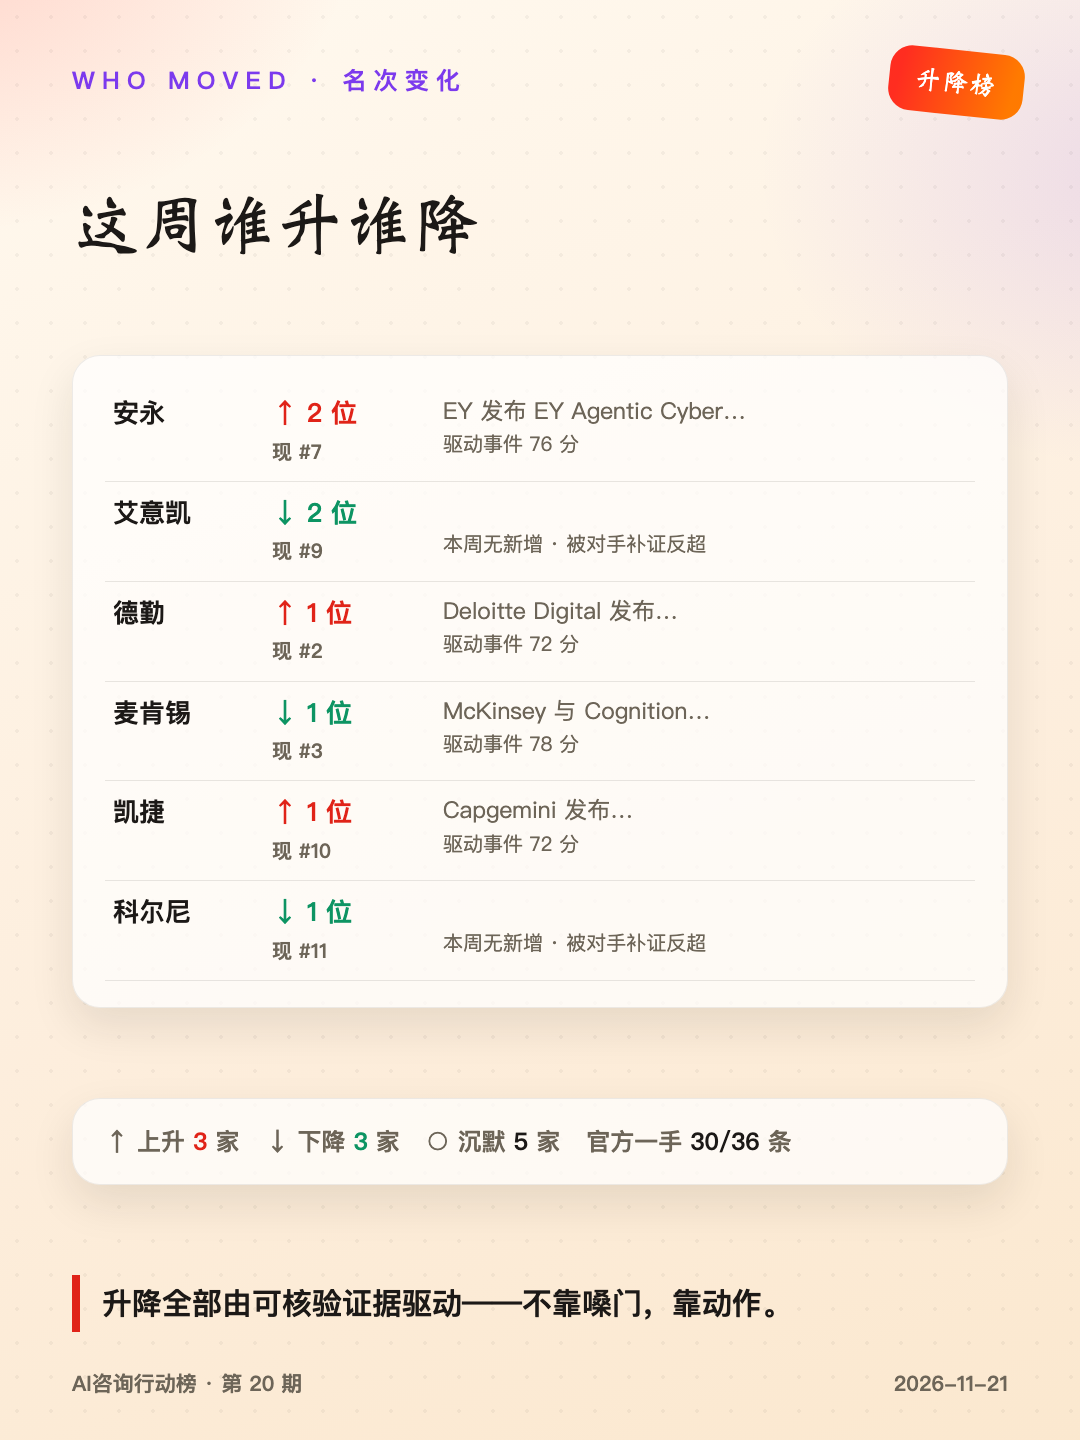 WHO MOVED · 名次变化
升降榜
这周谁升谁降
安永
↑ 2 位
现 #7
EY 发布 EY Agentic Cyber…
驱动事件 76 分
艾意凯
↓ 2 位
现 #9
本周无新增 · 被对手补证反超
德勤
↑ 1 位
现 #2
Deloitte Digital 发布…
驱动事件 72 分
麦肯锡
↓ 1 位
现 #3
McKinsey 与 Cognition…
驱动事件 78 分
凯捷
↑ 1 位
现 #10
Capgemini 发布…
驱动事件 72 分
科尔尼
↓ 1 位
现 #11
本周无新增 · 被对手补证反超
↑ 上升 3 家 ↓ 下降 3 家 ○ 沉默 5 家 官方一手 30/36 条
升降全部由可核验证据驱动——不靠嗓门，靠动作。
AI咨询行动榜 · 第 20 期
2026-11-21